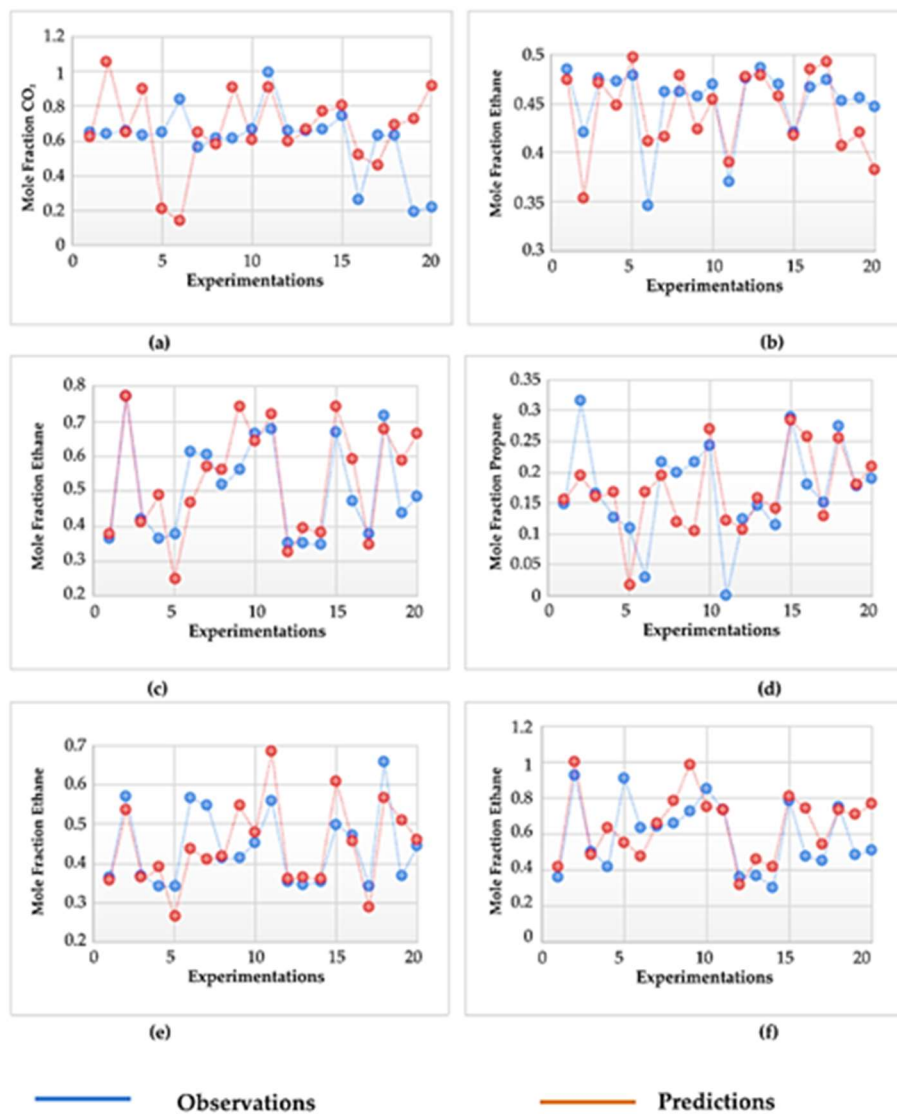 Mole Fraction CO₂
1.2
1
0.8
0.6
0.4
0.2
0
0 5 10 15 20
Experimentations
(a)
Mole Fraction Ethane
0.5
0.45
0.4
0.35
0.3
0 5 10 15 20
Experimentations
(b)
Mole Fraction Ethane
0.8
0.7
0.6
0.5
0.4
0.3
0.2
0 5 10 15 20
Experimentations
(c)
Mole Fraction Propane
0.35
0.3
0.25
0.2
0.15
0.1
0.05
0
0 5 10 15 20
Experimentations
(d)
Mole Fraction Ethane
0.7
0.6
0.5
0.4
0.3
0.2
0 5 10 15 20
Experimentations
(e)
Mole Fraction Ethane
1.2
1
0.8
0.6
0.4
0.2
0
0 5 10 15 20
Experimentations
(f)
Observations Predictions